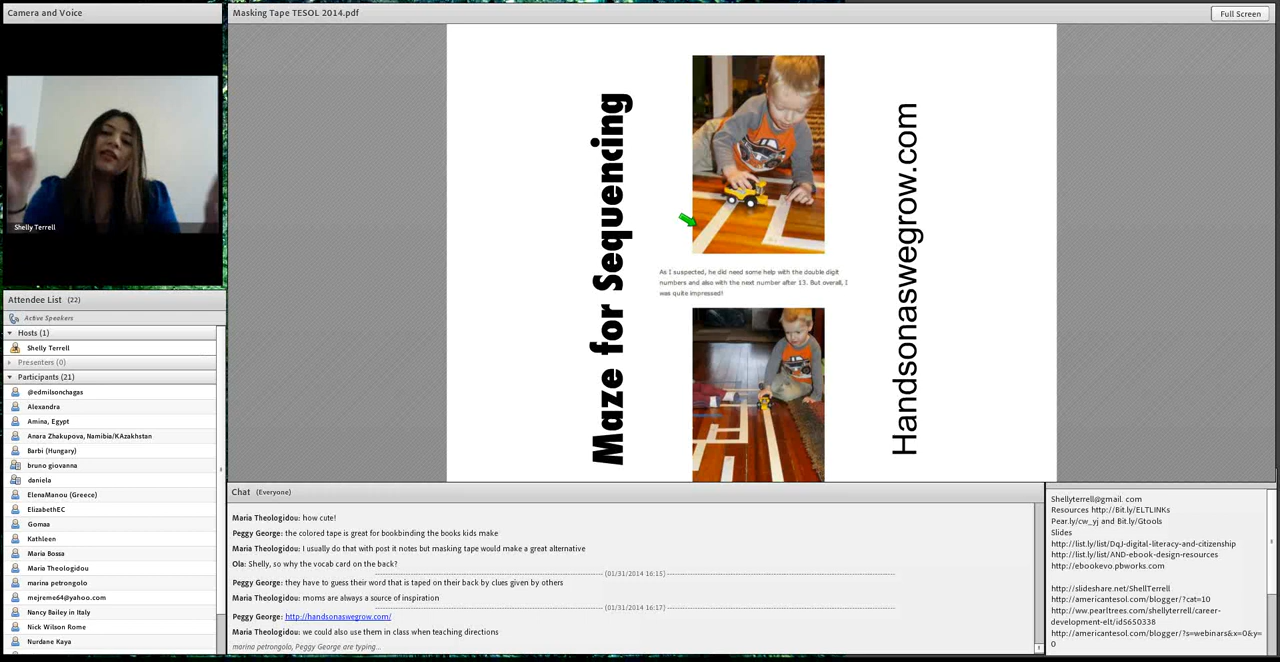 Camera and Voice
Shelly Terrell
Attendee List (22)
Active Speakers
Hosts (1)
Shelly Terrell
Presenters (0)
Participants (21)
@edmilsonchagas
Alexandra
Amina, Egypt
Anara Zhakupova, Namibia/KAzakhstan
Barbi (Hungary)
bruno giovanna
daniela
ElenaManou (Greece)
ElizabethEC
Gomaa
Kathleen
Maria Bossa
Maria Theologidou
marina petrongolo
mejreme64@yahoo.com
Nancy Bailey in Italy
Nick Wilson Rome
Nurdane Kaya
Masking Tape TESOL 2014.pdf
Full Screen
Maze for Sequencing
As I suspected, he did need some help with the double digit
numbers and also with the next number after 13. But overall, I
was quite impressed!
Handsonaswegrow.com
Chat (Everyone)
Maria Theologidou: how cute!
Peggy George: the colored tape is great for bookbinding the books kids make
Maria Theologidou: I usually do that with post it notes but masking tape would make a great alternative
Ola: Shelly, so why the vocab card on the back?
(01/31/2014 16:15)
Peggy George: they have to guess their word that is taped on their back by clues given by others
Maria Theologidou: moms are always a source of inspiration
(01/31/2014 16:17)
Peggy George: http://handsonaswegrow.com/
Maria Theologidou: we could also use them in class when teaching directions
marina petrongolo, Peggy George are typing...
Shellyterrell@gmail. com
Resources http://Bit.ly/ELTLINKs
Pear.ly/cw_yj and Bit.ly/Gtools
Slides
http://list.ly/list/DqJ-digital-literacy-and-citizenship
http://list.ly/list/AND-ebook-design-resources
http://ebookevo.pbworks.com
http://slideshare.net/ShellTerrell
http://americantesol.com/blogger/?cat=10
http://ww.pearltrees.com/shellyterrell/career-
development-elt/id5650338
http://americantesol.com/blogger/?s=webinars&x=0&y=
0